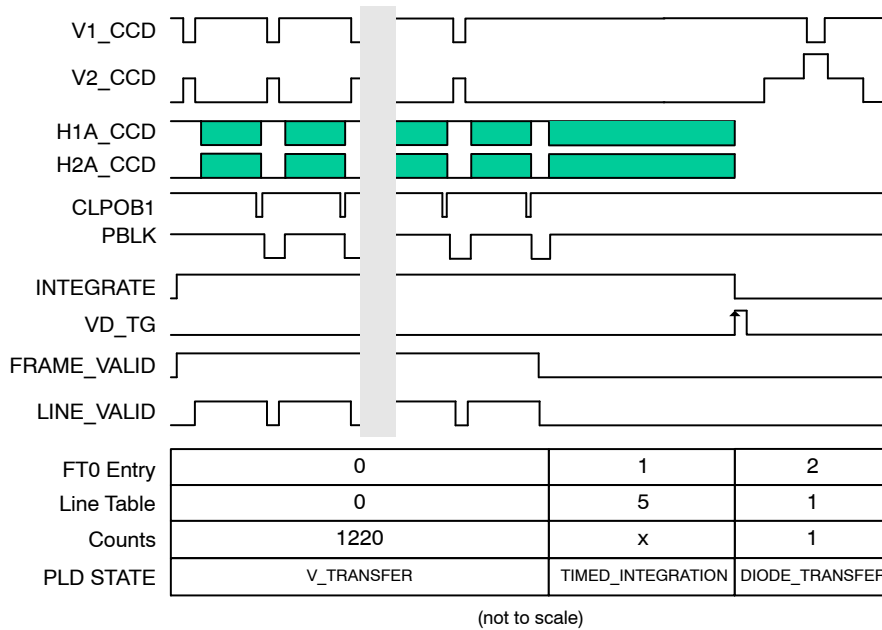 V1_CCD
V2_CCD
H1A_CCD
H2A_CCD
CLPOB1
PBLK
INTEGRATE
VD_TG
FRAME_VALID
LINE_VALID
FT0 Entry 0 1 2
Line Table 0 5 1
Counts 1220 x 1
PLD STATE V_TRANSFER TIMED_INTEGRATION DIODE_TRANSFER
(not to scale)